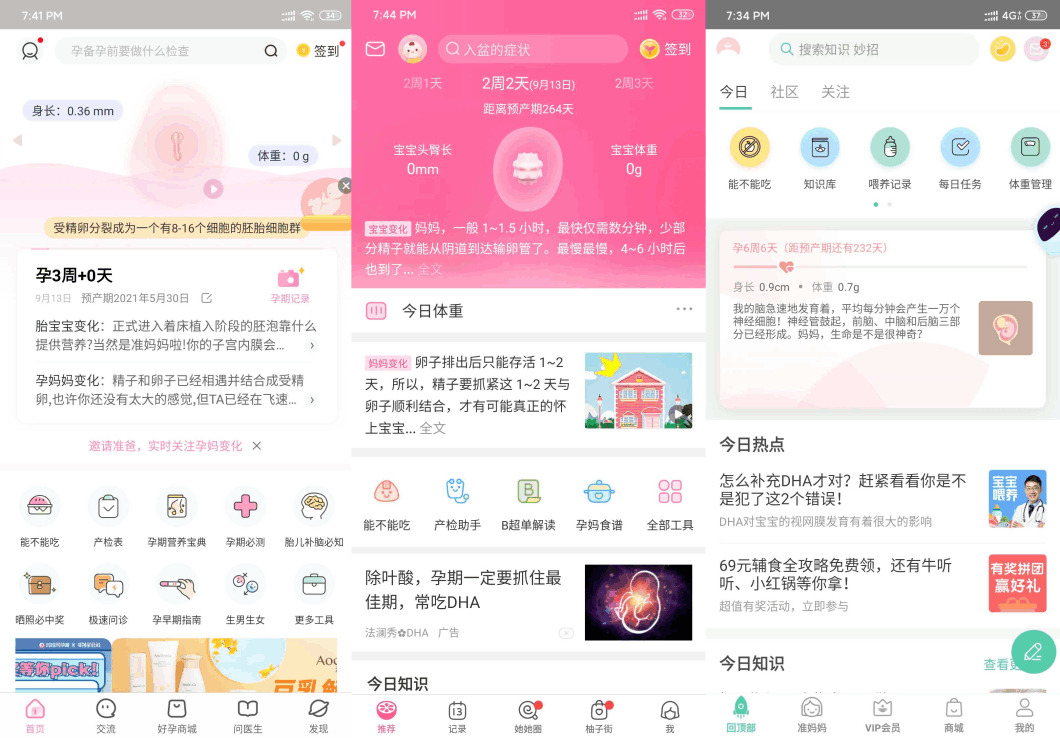 7:41 PM
34
孕备孕前要做什么检查
签到
身长：0.36 mm
体重：0 g
受精卵分裂成为一个有8-16个细胞的胚胎细胞群
孕3周+0天
9月13日 预产期2021年5月30日
孕期记录
胎宝宝变化：正式进入着床植入阶段的胚泡靠什么
提供营养?当然是准妈妈啦!你的子宫内膜会...
孕妈妈变化：精子和卵子已经相遇并结合成受精
卵,也许你还没有太大的感觉,但TA已经在飞速...
邀请准爸，实时关注孕妈变化
能不能吃
产检表
孕期营养宝典
孕期必测
胎儿补脑必知
晒照必中奖
极速问诊
孕早期指南
生男生女
更多工具
等你pick!
豆乳
首页
交流
好孕商城
问医生
发现
7:44 PM
32
入盆的症状
签到
2周1天
2周2天(9月13日)
2周3天
距离预产期264天
宝宝头臀长
0mm
宝宝体重
0g
宝宝变化 妈妈，一般 1~1.5 小时，最快仅需数分钟，少部
分精子就能从阴道到达输卵管了。最慢最慢，4~6 小时后
也到了... 全文
今日体重
妈妈变化 卵子排出后只能存活 1~2
天，所以，精子要抓紧这 1~2 天与
卵子顺利结合，才有可能真正的怀
上宝宝... 全文
能不能吃
产检助手
B超单解读
孕妈食谱
全部工具
除叶酸，孕期一定要抓住最
佳期，常吃DHA
法澜秀✿DHA 广告
今日知识
推荐
记录
她她圈
柚子街
我
7:34 PM
4G
37
搜索知识 妙招
3
今日
社区
关注
能不能吃
知识库
喂养记录
每日任务
体重管理
孕6周6天（距预产期还有232天）
身长 0.9cm • 体重 0.7g
我的脑急速地发育着，平均每分钟会产生一万个
神经细胞！神经管鼓起，前脑、中脑和后脑三部
分已经形成。妈妈，生命是不是很神奇？
今日热点
怎么补充DHA才对？赶紧看看你是不
是犯了这2个错误！
DHA对宝宝的视网膜发育有着很大的影响
宝宝
喂养
69元辅食全攻略免费领，还有牛听
听、小红锅等你拿！
超值有奖活动，立即参与
有奖拼团
赢好礼
今日知识
查看更
回顶部
准妈妈
VIP会员
商城
我的